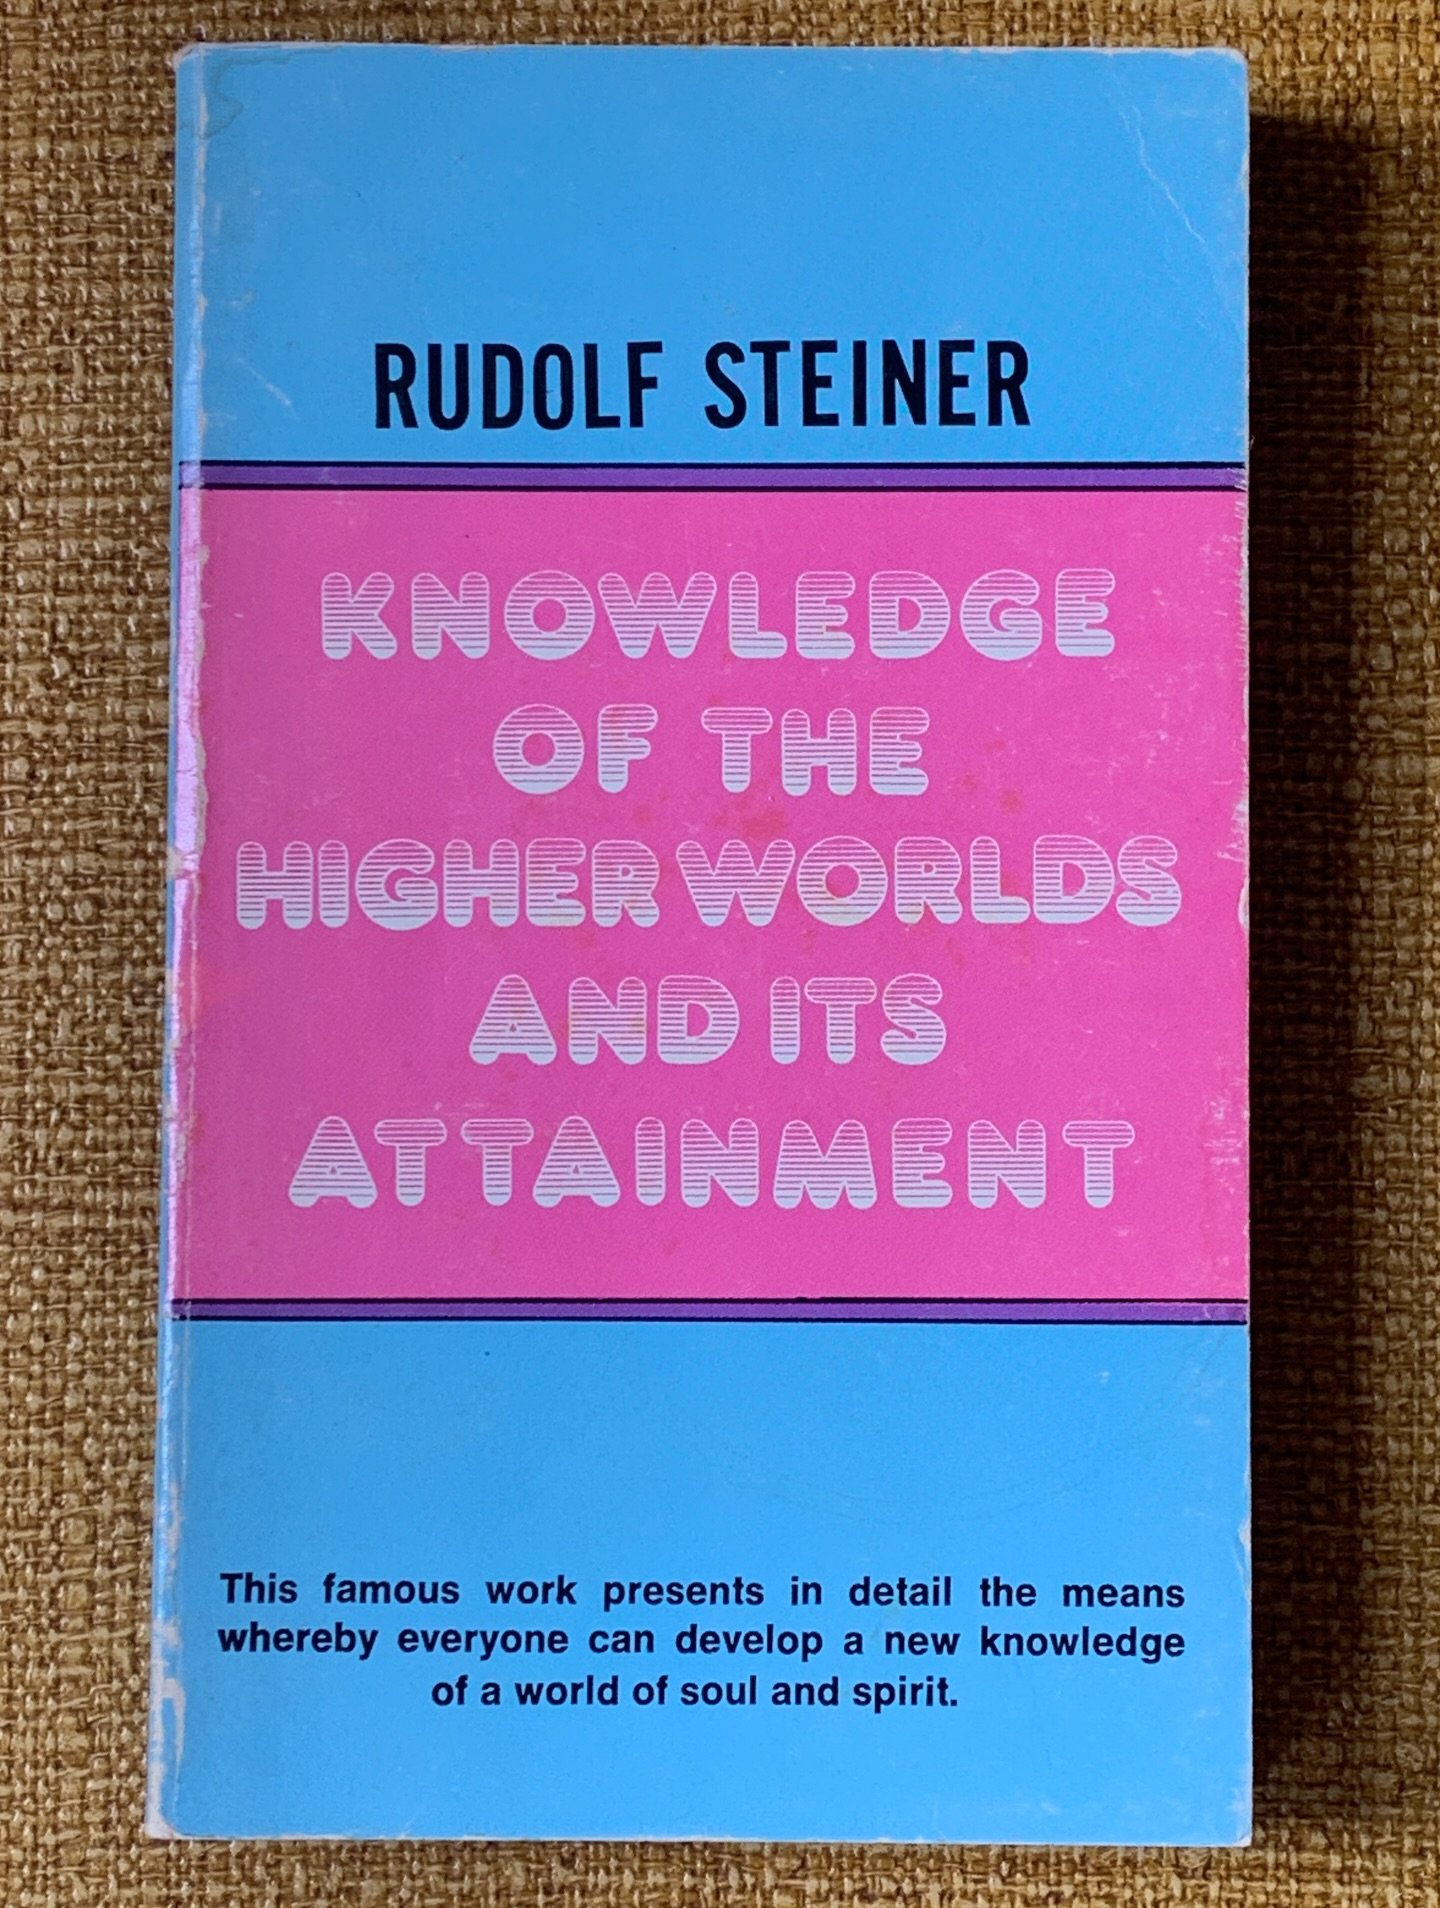 RUDOLF STEINER
KNOWLEDGE
OF THE
HIGHER WORLDS
AND ITS
ATTAINMENT
This famous work presents in detail the means
whereby everyone can develop a new knowledge
of a world of soul and spirit.